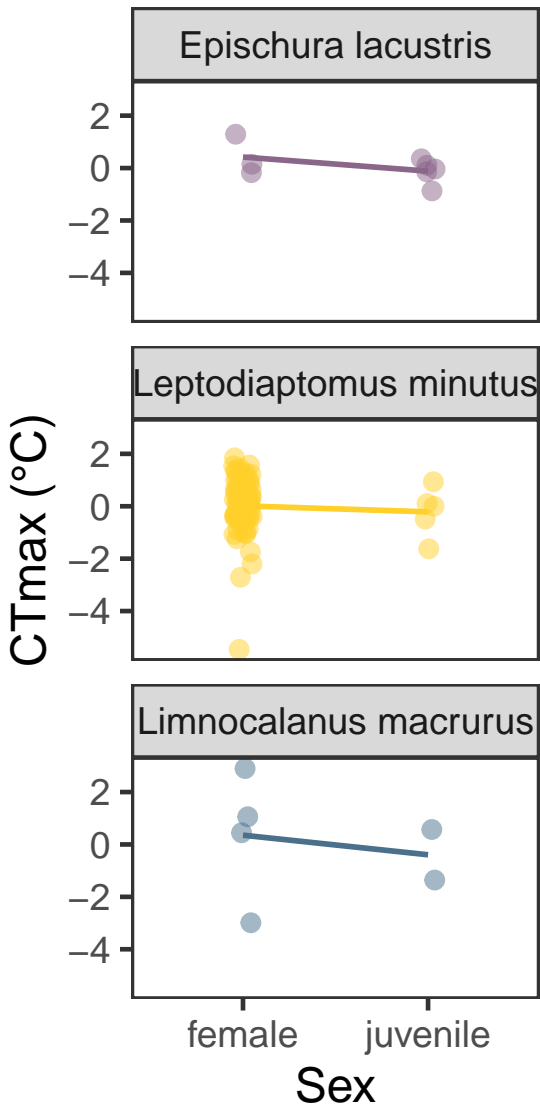 Epischura lacustris
2
0
−2
−4
Leptodiaptomus minutus
2
0
−2
−4
CTmax (°C)
Limnocalanus macrurus
2
0
−2
−4
female juvenile
Sex